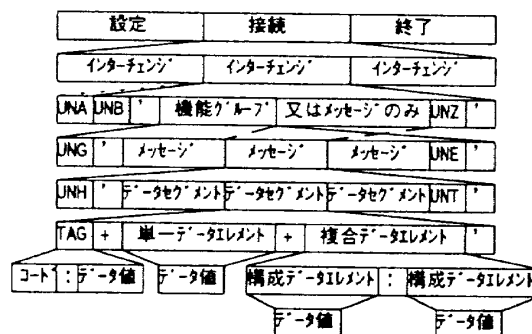 設定 接続 終了
インターチェンジ インターチェンジ インターチェンジ
UNA UNB ' 機能グループ 又はメッセージのみ UNZ '
UNG ' メッセージ メッセージ メッセージ UNE '
UNH ' データセグメント データセグメント データセグメント UNT '
TAG + 単一データエレメント + 複合データエレメント '
コード : データ値 データ値 構成データエレメント : 構成データエレメント
データ値 データ値